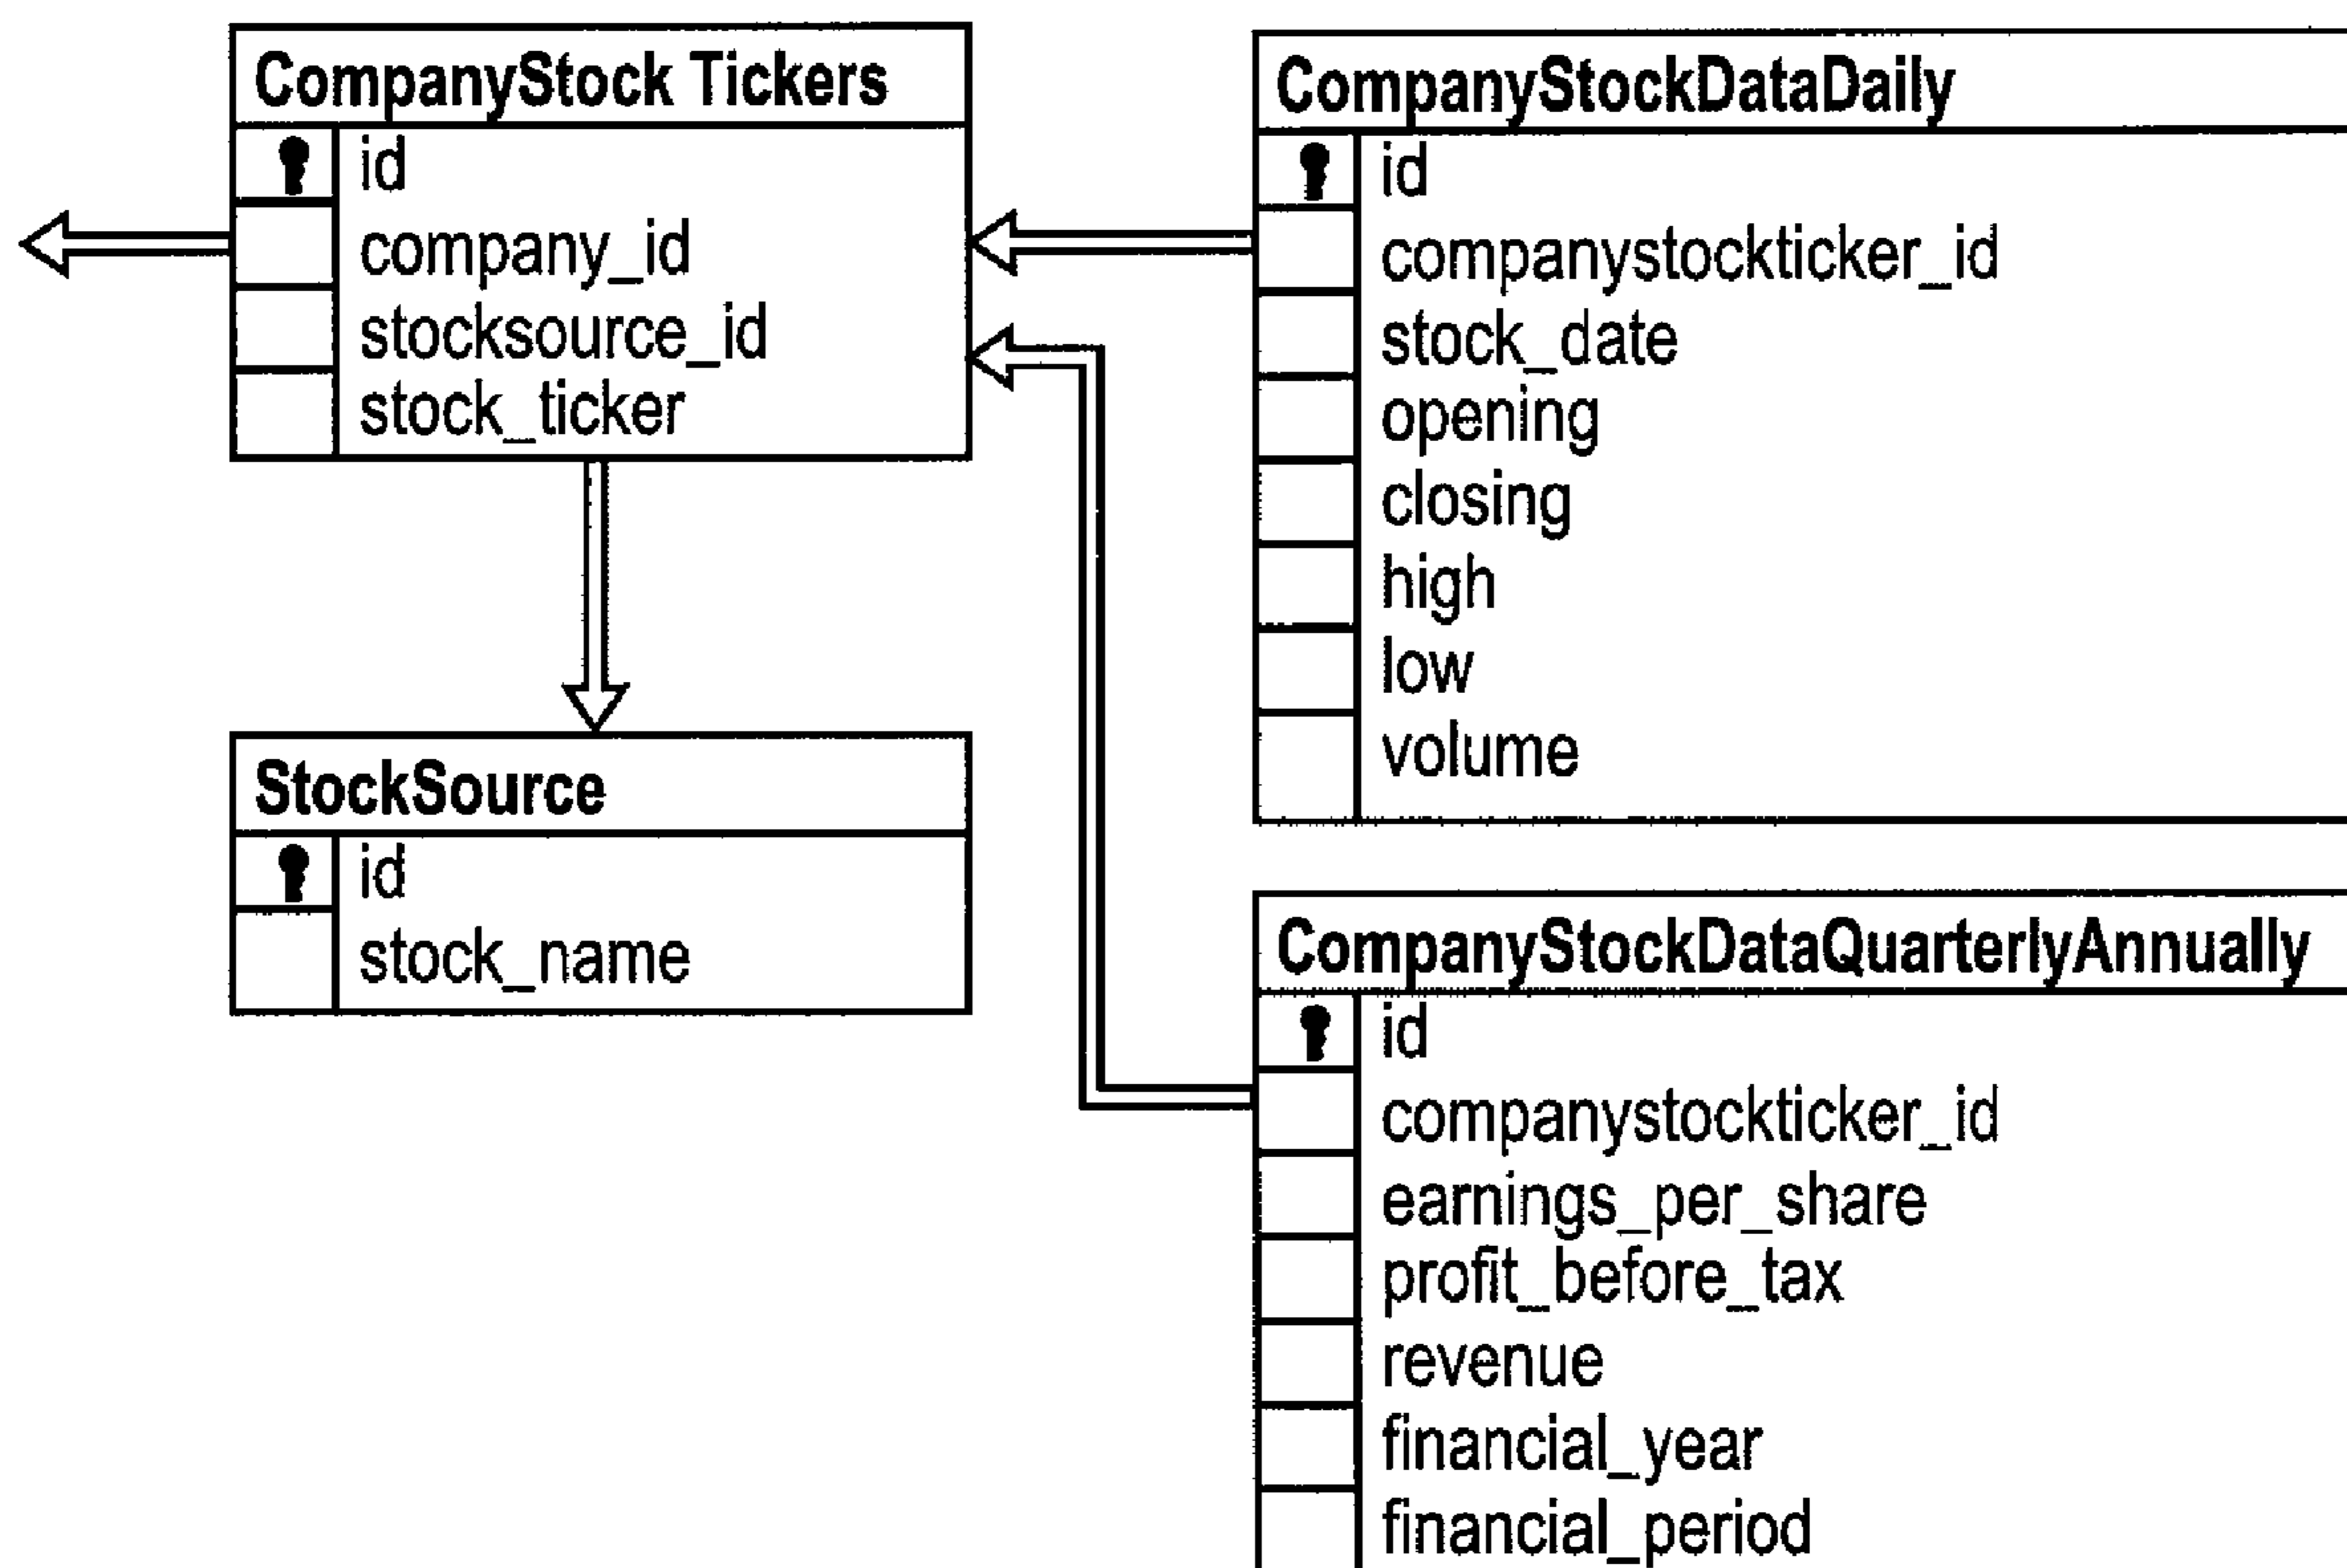 CompanyStock Tickers
id
company_id
stocksource_id
stock_ticker
StockSource
id
stock_name
CompanyStockDataDaily
id
companystockticker_id
stock_date
opening
closing
high
low
volume
CompanyStockDataQuarterlyAnnually
id
companystockticker_id
earnings_per_share
profit_before_tax
revenue
financial_year
financial_period